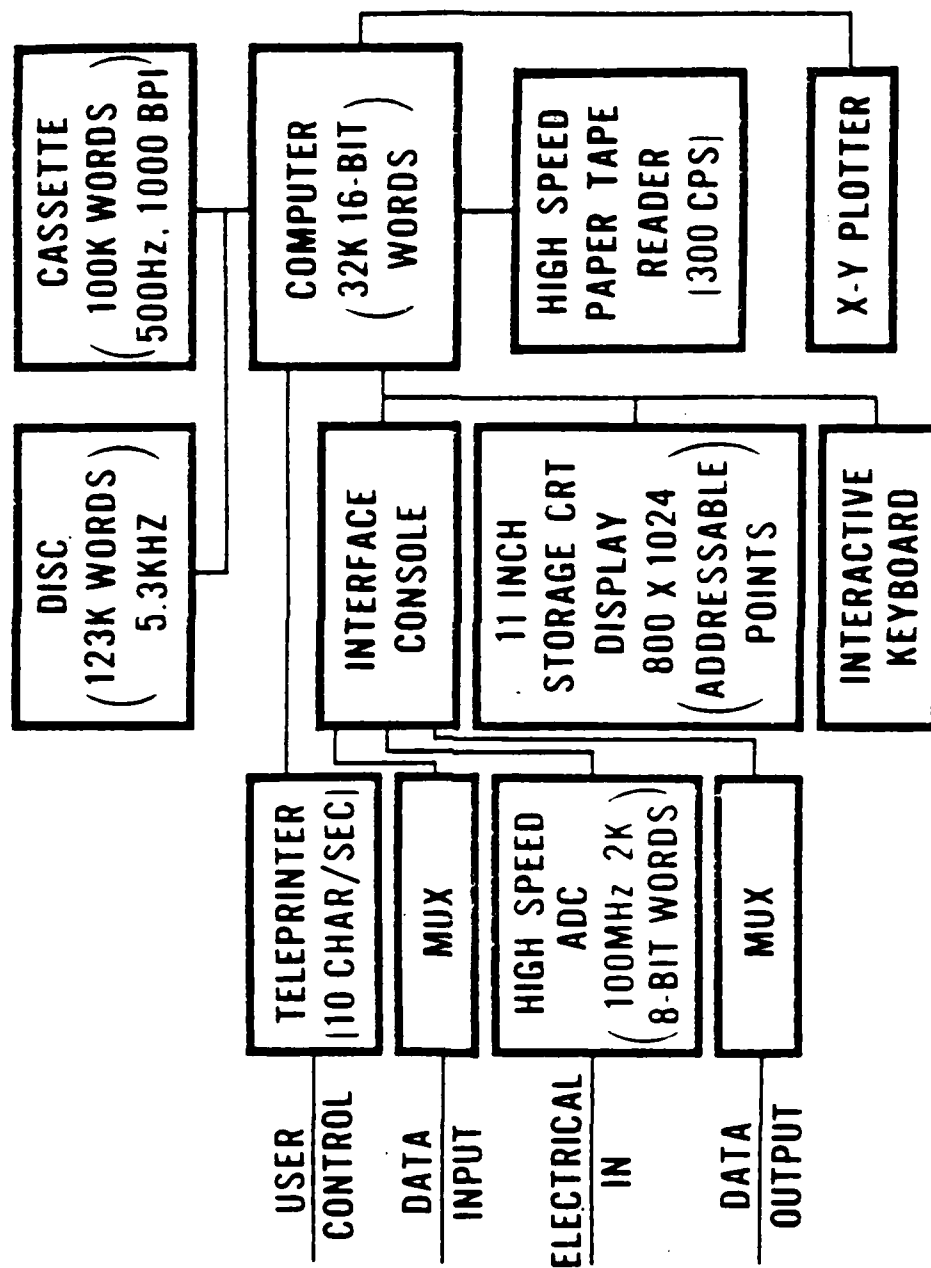 USER
CONTROL
DATA
INPUT
ELECTRICAL
IN
DATA
OUTPUT
TELEPRINTER
(10 CHAR/SEC)
MUX
HIGH SPEED
ADC
(100MHz 2K
8-BIT WORDS)
MUX
DISC
(123K WORDS)
5.3KHZ
INTERFACE
CONSOLE
11 INCH
STORAGE CRT
DISPLAY
800 X 1024
(ADDRESSABLE)
POINTS
INTERACTIVE
KEYBOARD
CASSETTE
(100K WORDS
500Hz, 1000 BPI)
COMPUTER
(32K 16-BIT
WORDS)
HIGH SPEED
PAPER TAPE
READER
(300 CPS)
X-Y PLOTTER